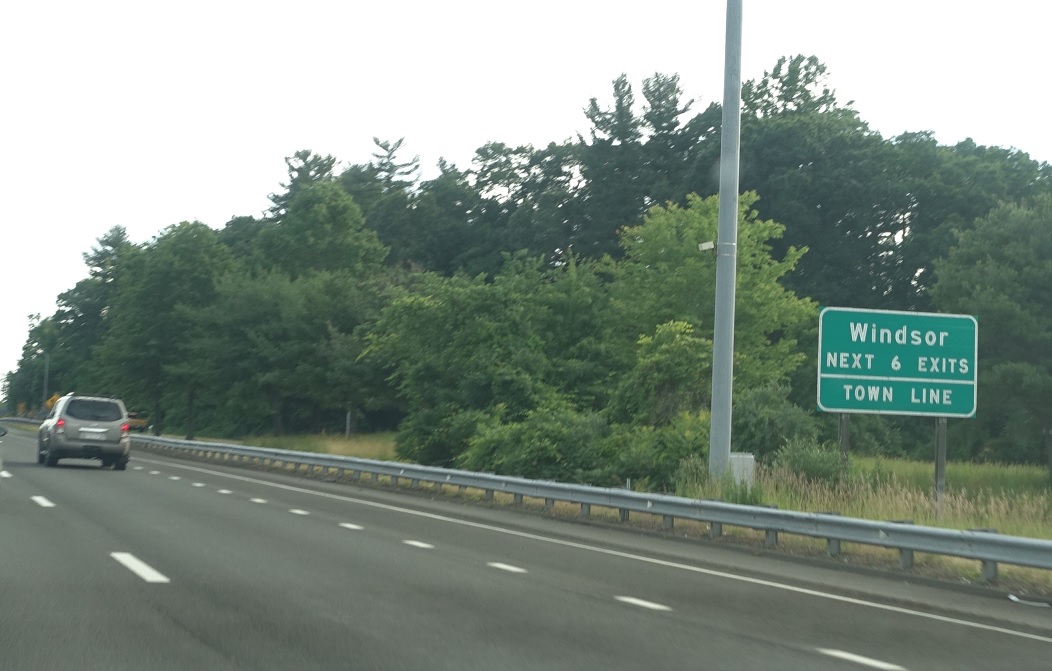 Windsor
NEXT 6 EXITS
TOWN LINE